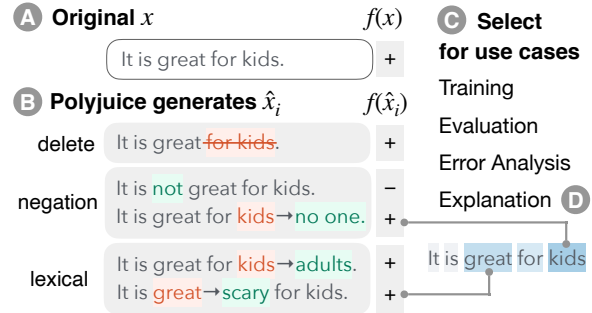 A Original x f(x)
It is great for kids. +
B Polyjuice generates x̂ᵢ f(x̂ᵢ)
delete It is great for kids. +
negation It is not great for kids. −
It is great for kids→no one. +
lexical It is great for kids→adults. +
It is great→scary for kids. +
C Select
for use cases
Training
Evaluation
Error Analysis
Explanation D
It is great for kids